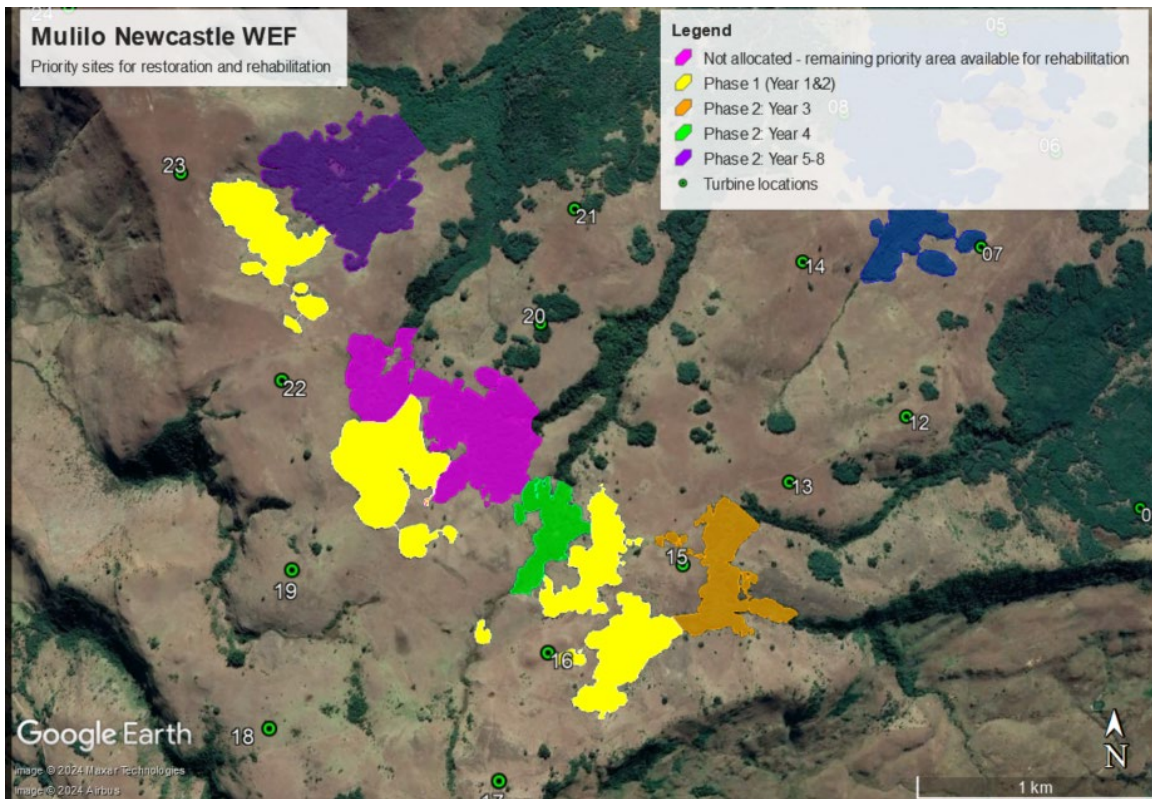 24
Mulilo Newcastle WEF
Priority sites for restoration and rehabilitation
Legend
Not allocated - remaining priority area available for rehabilitation
Phase 1 (Year 1&2)
Phase 2: Year 3
Phase 2: Year 4
Phase 2: Year 5-8
Turbine locations
05
08
06
23
21
07
14
20
22
12
13
0
15
19
16
18
17
Google Earth
Image © 2024 Maxar Technologies
Image © 2024 Airbus
N
1 km